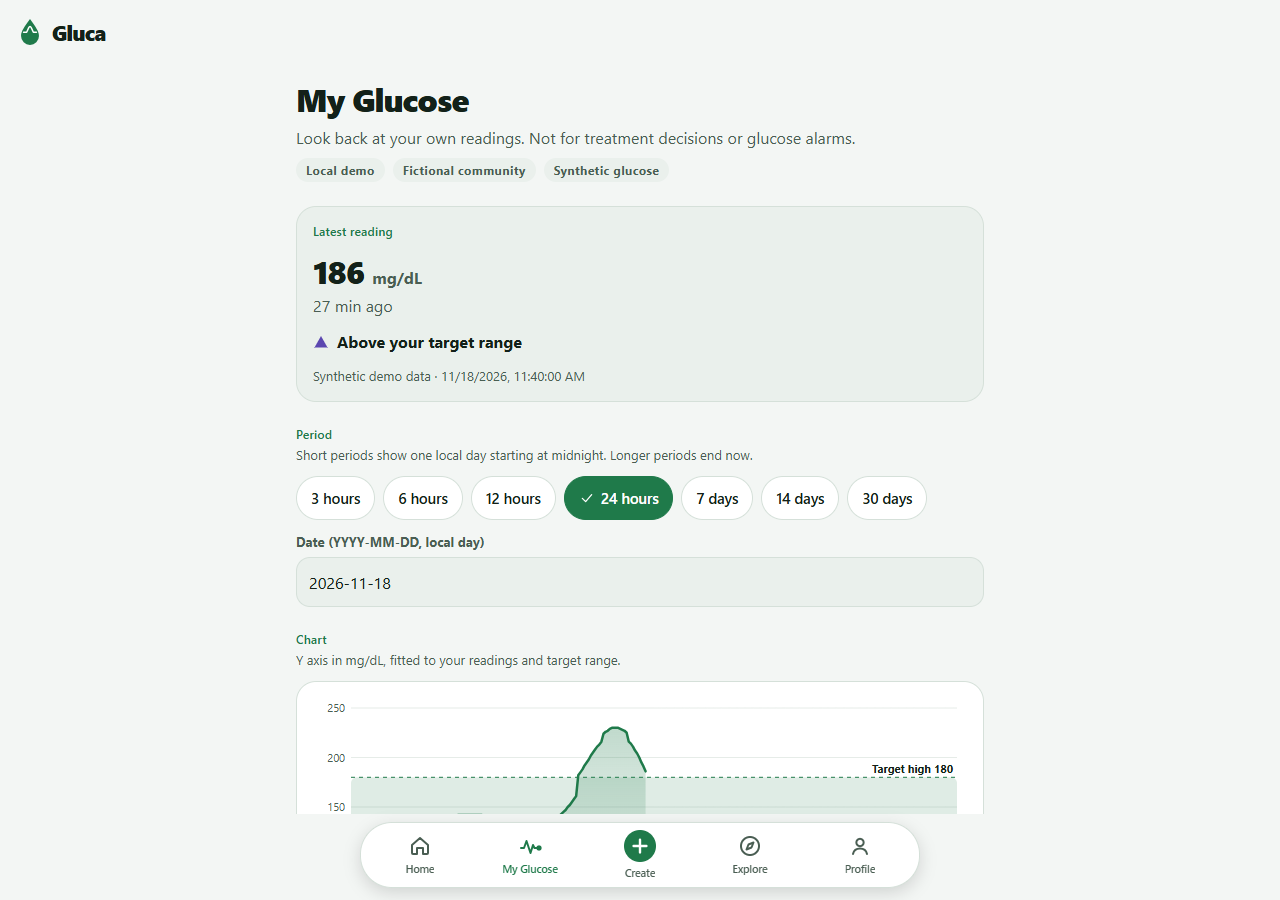 Gluca
My Glucose
Look back at your own readings. Not for treatment decisions or glucose alarms.
Local demo Fictional community Synthetic glucose
Latest reading
186 mg/dL
27 min ago
Above your target range
Synthetic demo data · 11/18/2026, 11:40:00 AM
Period
Short periods show one local day starting at midnight. Longer periods end now.
3 hours 6 hours 12 hours 24 hours 7 days 14 days 30 days
Date (YYYY-MM-DD, local day)
2026-11-18
Chart
Y axis in mg/dL, fitted to your readings and target range.
250
200
Target high 180
150
Home My Glucose Create Explore Profile